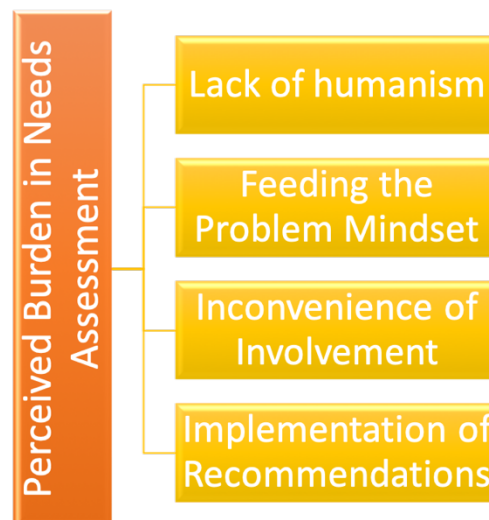 Perceived Burden in Needs
Assessment
Lack of humanism
Feeding the
Problem Mindset
Inconvenience of
Involvement
Implementation of
Recommendations